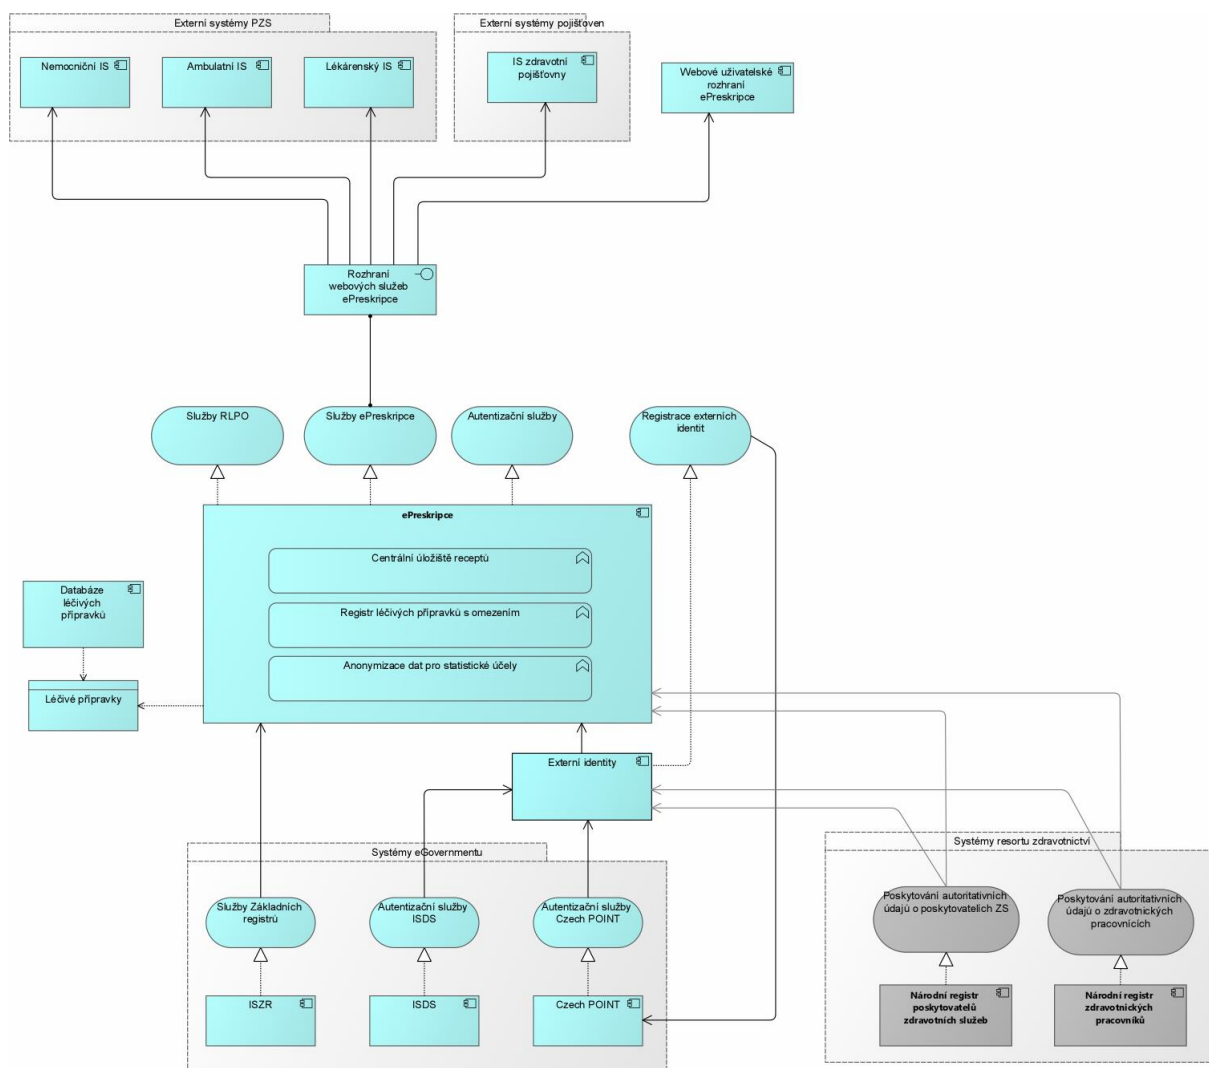 Externí systémy PZS
Externí systémy pojišťoven
Nemocniční IS
Ambulatní IS
Lékárenský IS
IS zdravotní
pojišťovny
Webové uživatelské
rozhraní
ePreskripce
Rozhraní
webových služeb
ePreskripce
Služby RLPO
Služby ePreskripce
Autentizační služby
Registrace externích
identit
ePreskripce
Centrální úložiště receptů
Registr léčivých přípravků s omezením
Anonymizace dat pro statistické účely
Databáze
léčivých
přípravků
Léčivé přípravky
Externí identity
Systémy eGovernmentu
Systémy resortu zdravotnictví
Služby Základních
registrů
Autentizační služby
ISDS
Autentizační služby
Czech POINT
Poskytování autoritativních
údajů o poskytovatelích ZS
Poskytování autoritativních
údajů o zdravotnických
pracovnících
ISZR
ISDS
Czech POINT
Národní registr
poskytovatelů
zdravotních služeb
Národní registr
zdravotnických
pracovníků